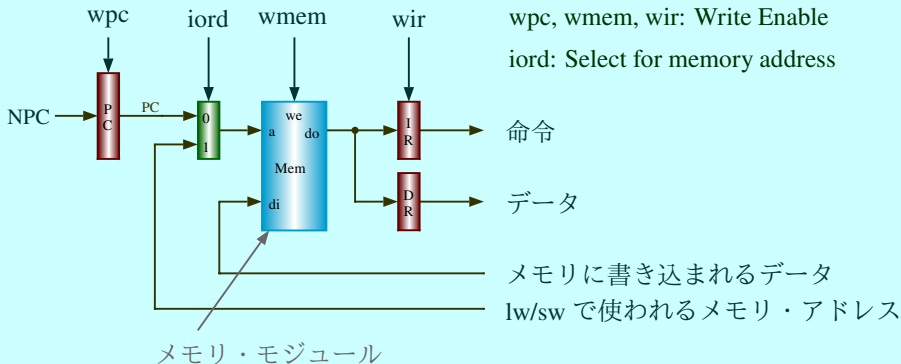 wpc iord wmem wir wpc, wmem, wir: Write Enable
iord: Select for memory address
NPC PC PC 0 1 a we do Mem di IR 命令
DR データ
メモリに書き込まれるデータ
lw/sw で使われるメモリ・アドレス
メモリ・モジュール